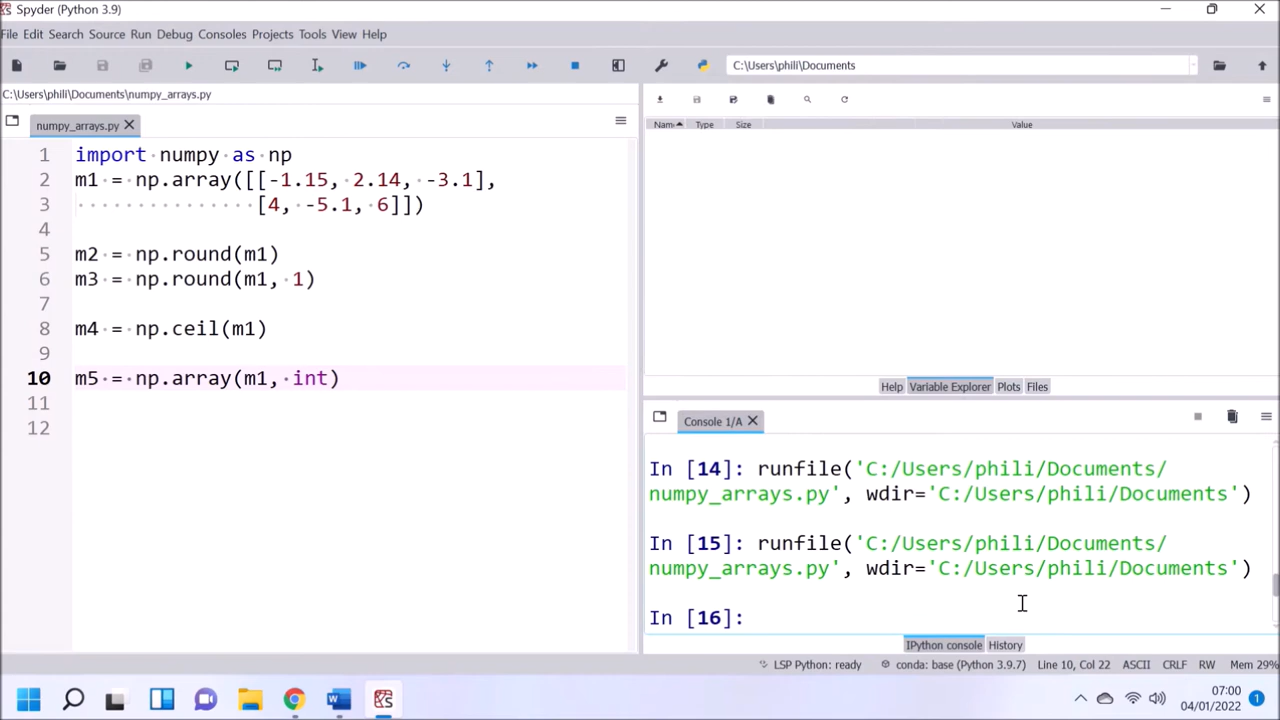 Spyder (Python 3.9)
File Edit Search Source Run Debug Consoles Projects Tools View Help
C:\Users\phili\Documents
C:\Users\phili\Documents\numpy_arrays.py
numpy_arrays.py
1 import numpy as np
2 m1 = np.array([[-1.15, 2.14, -3.1],
3 [4, -5.1, 6]])
4
5 m2 = np.round(m1)
6 m3 = np.round(m1, 1)
7
8 m4 = np.ceil(m1)
9
10 m5 = np.array(m1, int)
11
12
Name Type Size Value
Help Variable Explorer Plots Files
Console 1/A
In [14]: runfile('C:/Users/phili/Documents/
numpy_arrays.py', wdir='C:/Users/phili/Documents')
In [15]: runfile('C:/Users/phili/Documents/
numpy_arrays.py', wdir='C:/Users/phili/Documents')
In [16]:
IPython console History
LSP Python: ready conda: base (Python 3.9.7) Line 10, Col 22 ASCII CRLF RW Mem 29%
07:00
04/01/2022
1